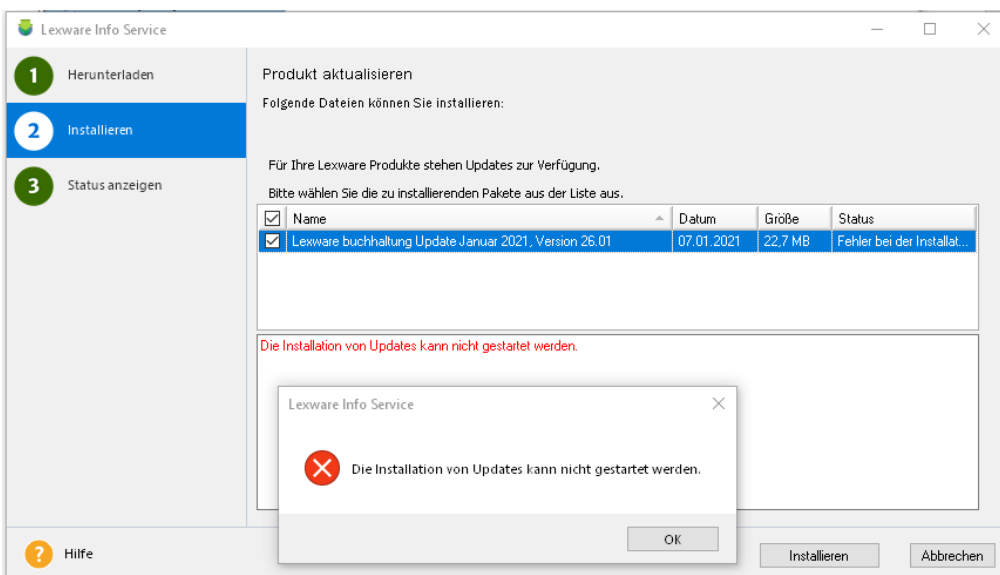 Lexware Info Service
1 Herunterladen
2 Installieren
3 Status anzeigen
Produkt aktualisieren
Folgende Dateien können Sie installieren:
Für Ihre Lexware Produkte stehen Updates zur Verfügung.
Bitte wählen Sie die zu installierenden Pakete aus der Liste aus.
Name Datum Größe Status
Lexware buchhaltung Update Januar 2021, Version 26.01 07.01.2021 22,7 MB Fehler bei der Installat...
Die Installation von Updates kann nicht gestartet werden.
Lexware Info Service
Die Installation von Updates kann nicht gestartet werden.
OK
? Hilfe
Installieren Abbrechen